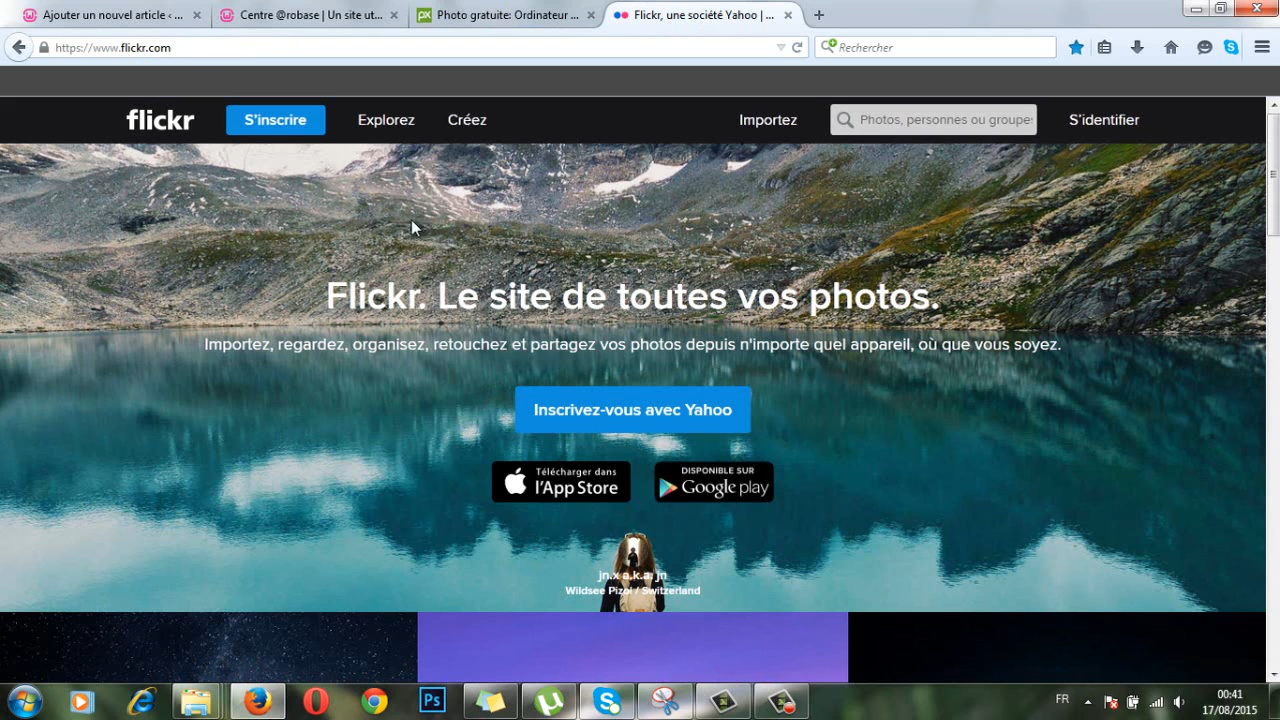 Ajouter un nouvel article ‹ ...
Centre @robase | Un site ut...
Photo gratuite: Ordinateur ...
Flickr, une société Yahoo | ...
https://www.flickr.com
Rechercher
flickr
S'inscrire
Explorez
Créez
Importez
Photos, personnes ou groupes
S'identifier
Flickr. Le site de toutes vos photos.
Importez, regardez, organisez, retouchez et partagez vos photos depuis n'importe quel appareil, où que vous soyez.
Inscrivez-vous avec Yahoo
Télécharger dans
l'App Store
DISPONIBLE SUR
Google play
jn.x a.k.a. jn
Wildsee Pizol / Switzerland
Ps
FR
00:41
17/08/2015